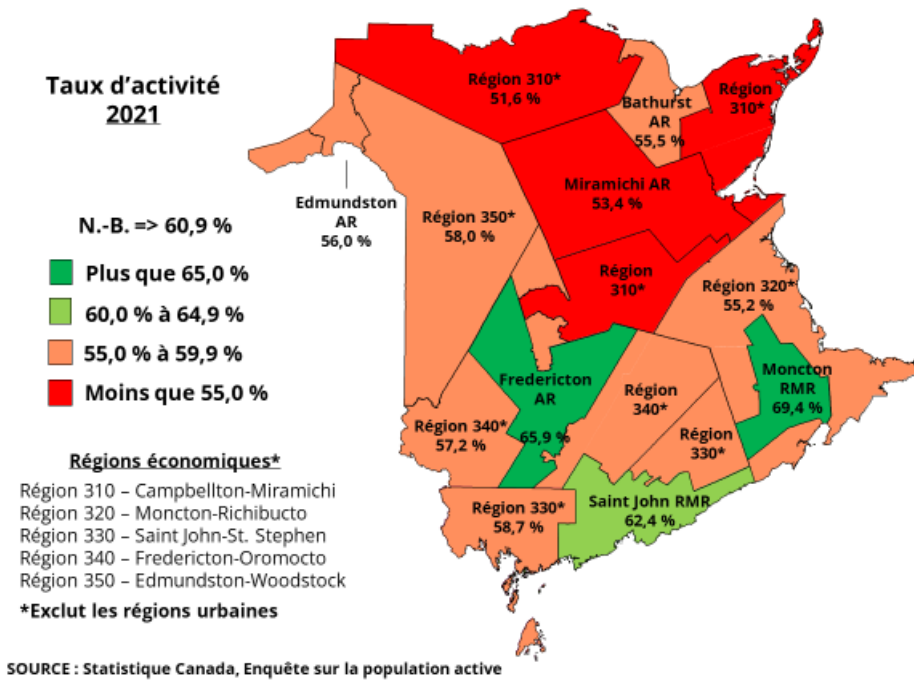 Taux d’activité
2021
N.-B. => 60,9 %
Plus que 65,0 %
60,0 % à 64,9 %
55,0 % à 59,9 %
Moins que 55,0 %
Régions économiques*
Région 310 – Campbellton-Miramichi
Région 320 – Moncton-Richibucto
Région 330 – Saint John-St. Stephen
Région 340 – Fredericton-Oromocto
Région 350 – Edmundston-Woodstock
*Exclut les régions urbaines
Région 310*
51,6 %
Bathurst
AR
55,5 %
Région
310*
Edmundston
AR
56,0 %
Région 350*
58,0 %
Miramichi AR
53,4 %
Région
310*
Région 320*
55,2 %
Fredericton
AR
65,9 %
Région
340*
Moncton
RMR
69,4 %
Région 340*
57,2 %
Région
330*
Région 330*
58,7 %
Saint John RMR
62,4 %
SOURCE : Statistique Canada, Enquête sur la population active